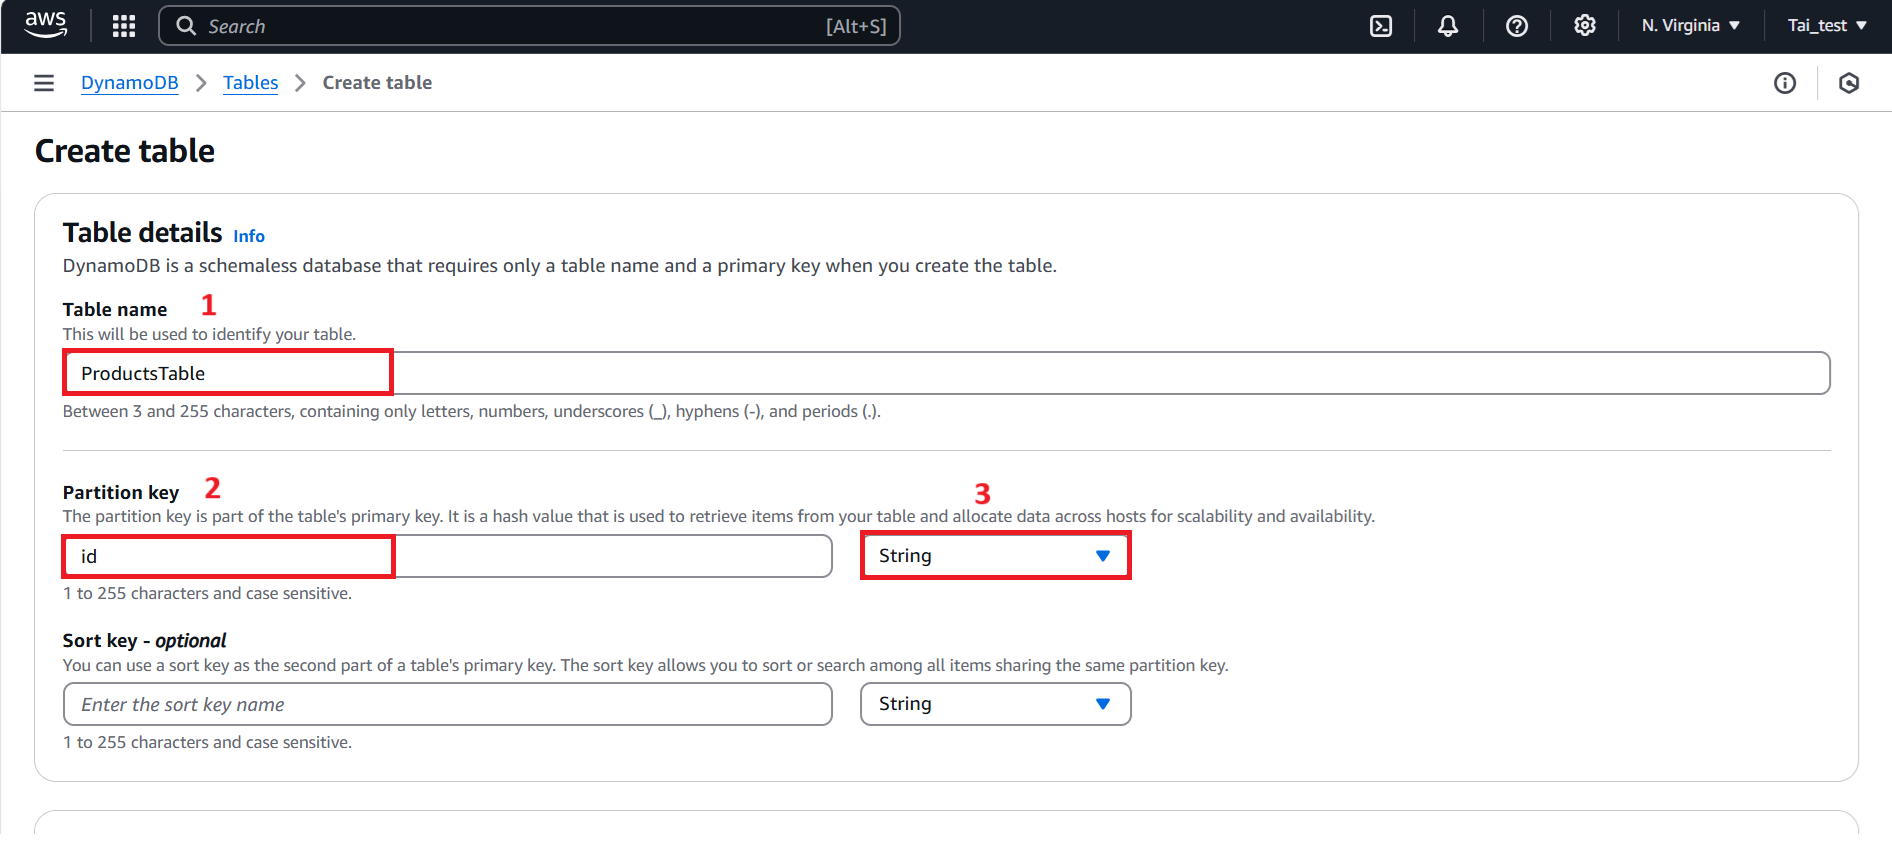 aws Search [Alt+S] N. Virginia Tai_test
DynamoDB Tables Create table
Create table
Table details Info
DynamoDB is a schemaless database that requires only a table name and a primary key when you create the table.
Table name 1
This will be used to identify your table.
ProductsTable
Between 3 and 255 characters, containing only letters, numbers, underscores (_), hyphens (-), and periods (.).
Partition key 2 3
The partition key is part of the table's primary key. It is a hash value that is used to retrieve items from your table and allocate data across hosts for scalability and availability.
id String
1 to 255 characters and case sensitive.
Sort key - optional
You can use a sort key as the second part of a table's primary key. The sort key allows you to sort or search among all items sharing the same partition key.
Enter the sort key name String
1 to 255 characters and case sensitive.